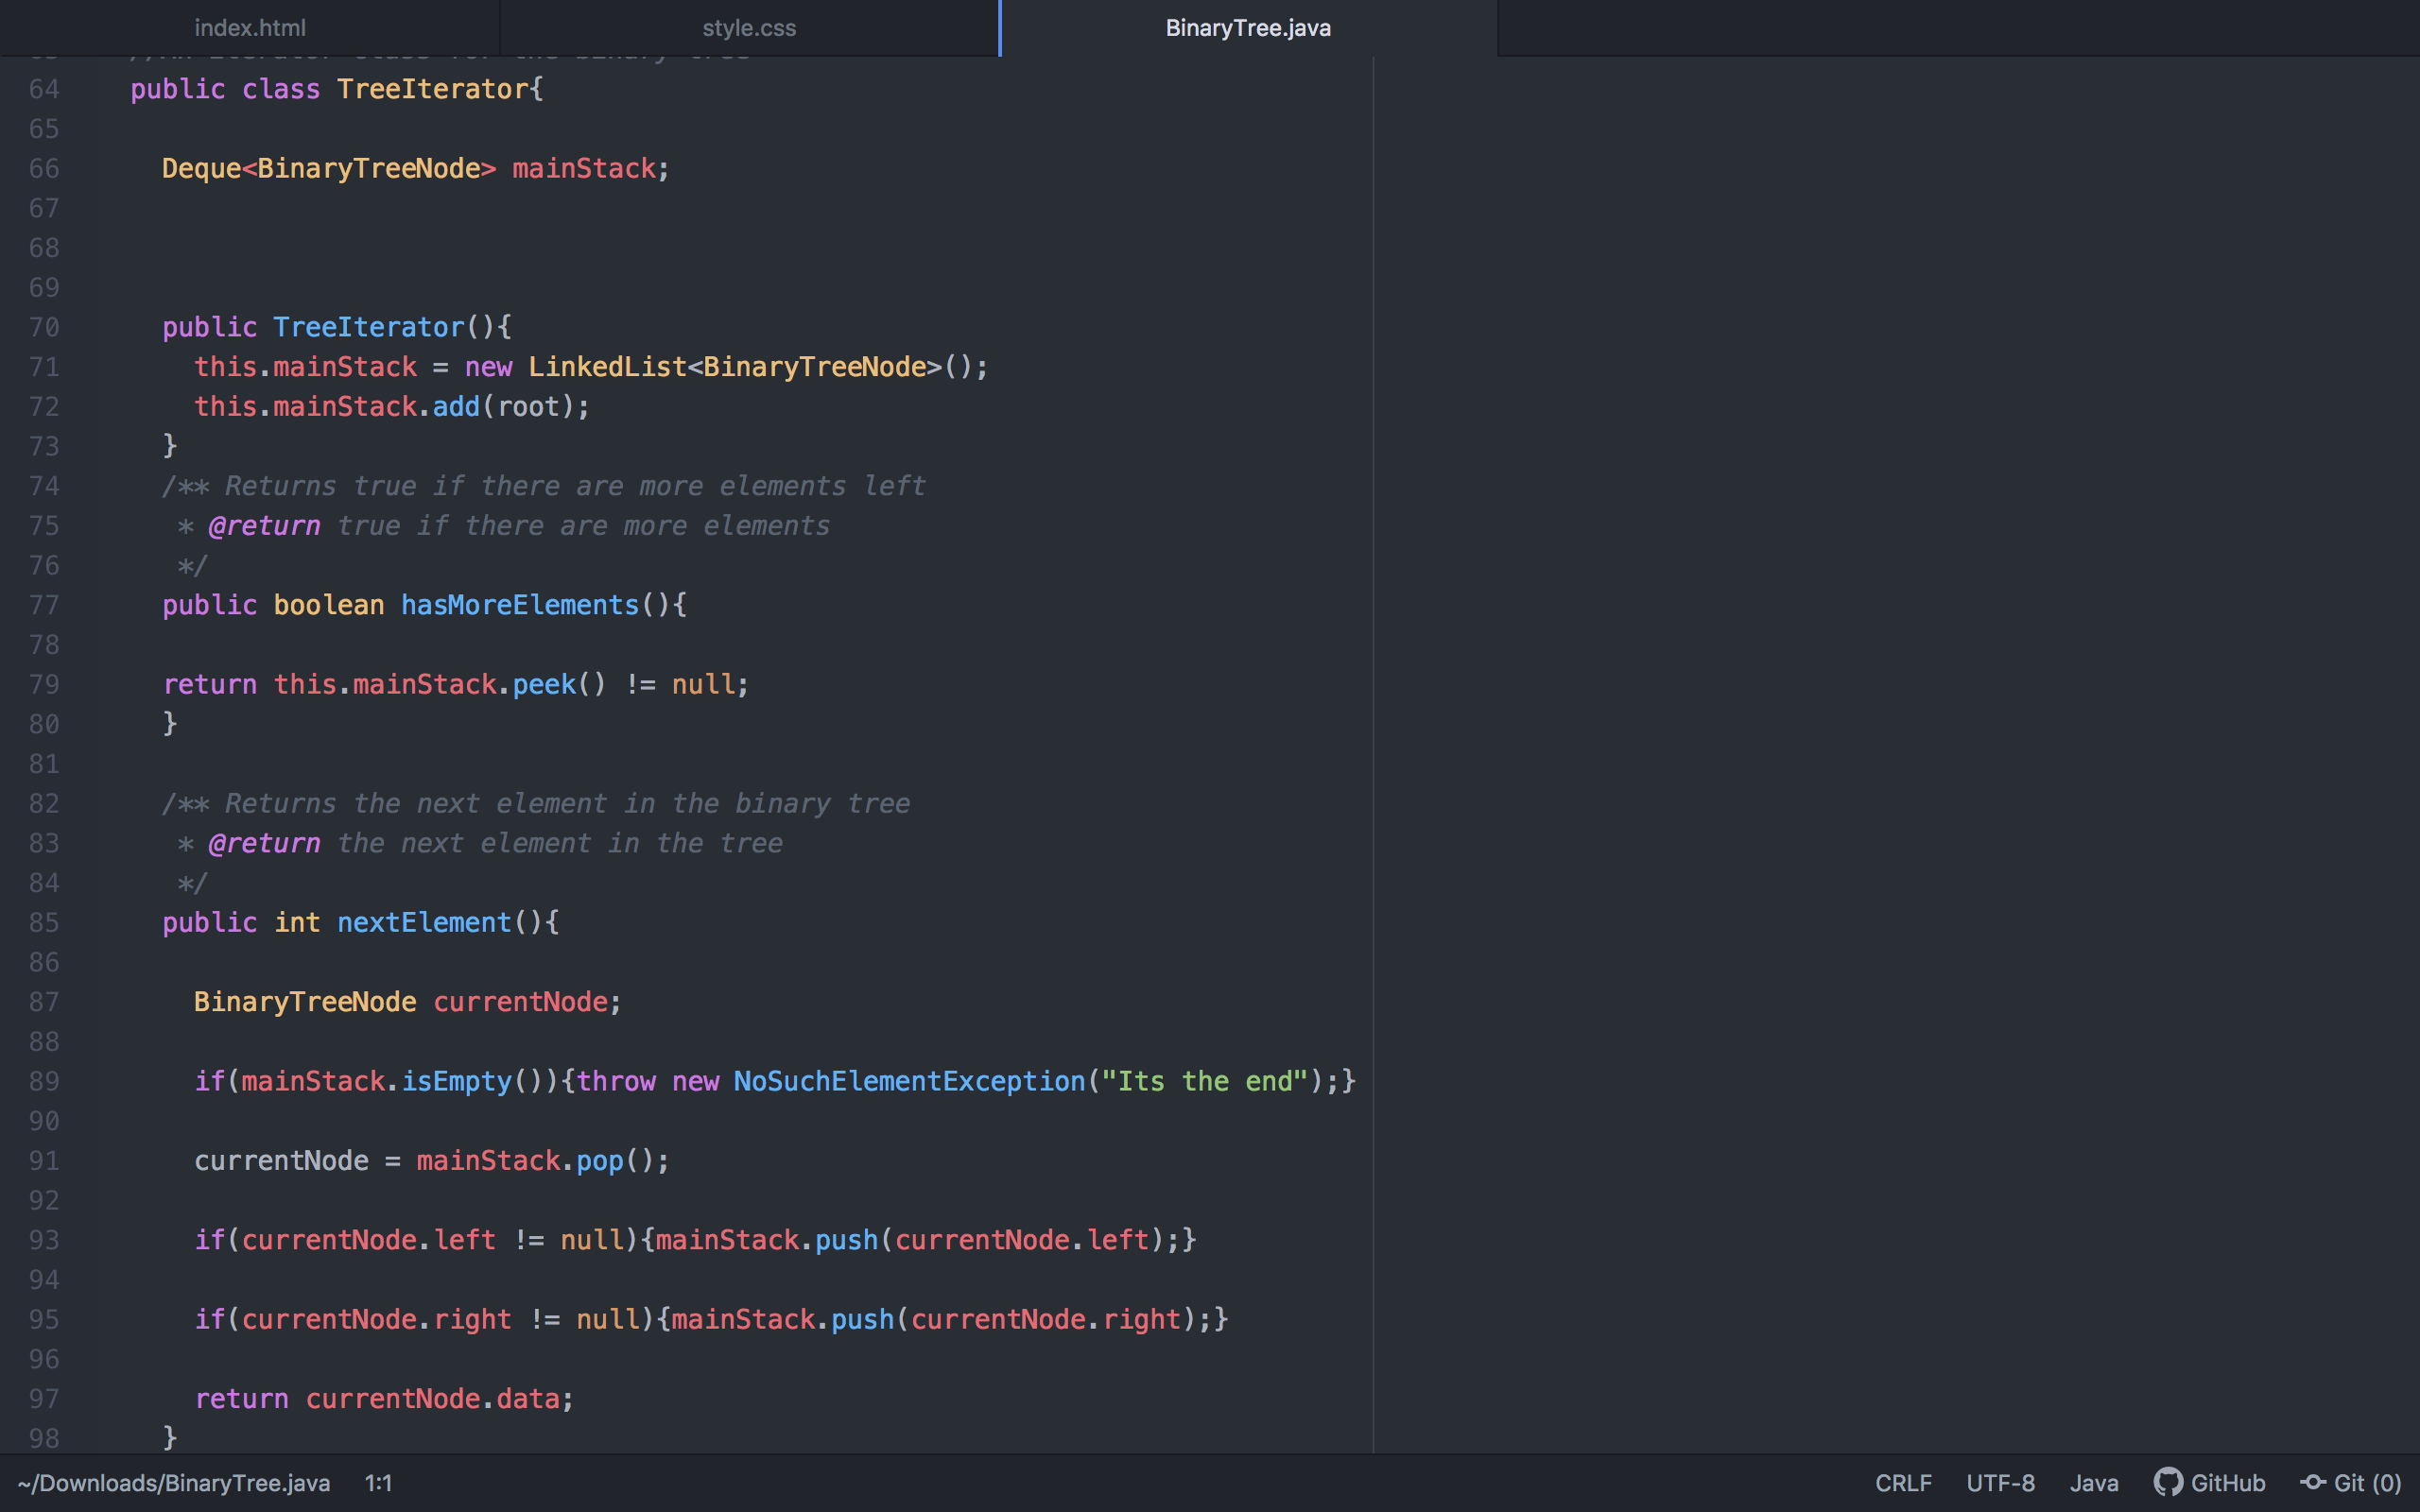 index.html
style.css
BinaryTree.java
64 public class TreeIterator{
65
66 Deque<BinaryTreeNode> mainStack;
67
68
69
70 public TreeIterator(){
71 this.mainStack = new LinkedList<BinaryTreeNode>();
72 this.mainStack.add(root);
73 }
74 /** Returns true if there are more elements left
75 * @return true if there are more elements
76 */
77 public boolean hasMoreElements(){
78
79 return this.mainStack.peek() != null;
80 }
81
82 /** Returns the next element in the binary tree
83 * @return the next element in the tree
84 */
85 public int nextElement(){
86
87 BinaryTreeNode currentNode;
88
89 if(mainStack.isEmpty()){throw new NoSuchElementException("Its the end");}
90
91 currentNode = mainStack.pop();
92
93 if(currentNode.left != null){mainStack.push(currentNode.left);}
94
95 if(currentNode.right != null){mainStack.push(currentNode.right);}
96
97 return currentNode.data;
98 }
~/Downloads/BinaryTree.java 1:1 CRLF UTF-8 Java GitHub Git (0)